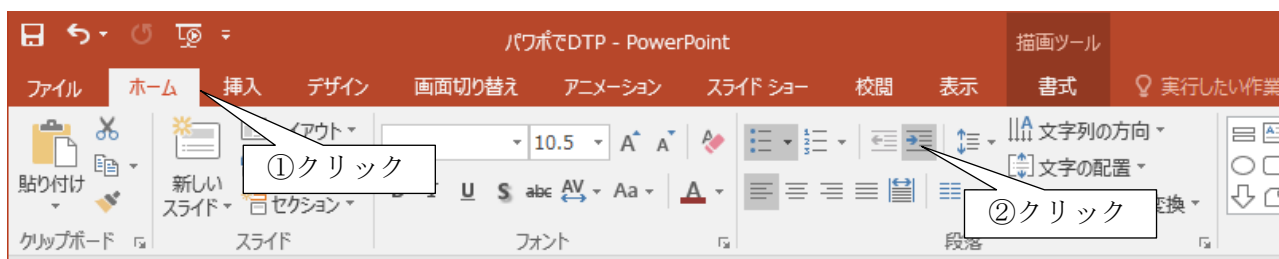 パワポでDTP - PowerPoint
描画ツール
ファイル ホーム 挿入 デザイン 画面切り替え アニメーション スライド ショー 校閲 表示 書式 実行したい作業
貼り付け
新しい
スライド
アウト
セクション
①クリック
10.5 A A
U S abc AV Aa A
文字列の方向
文字の配置
変換
②クリック
クリップボード スライド フォント 段落